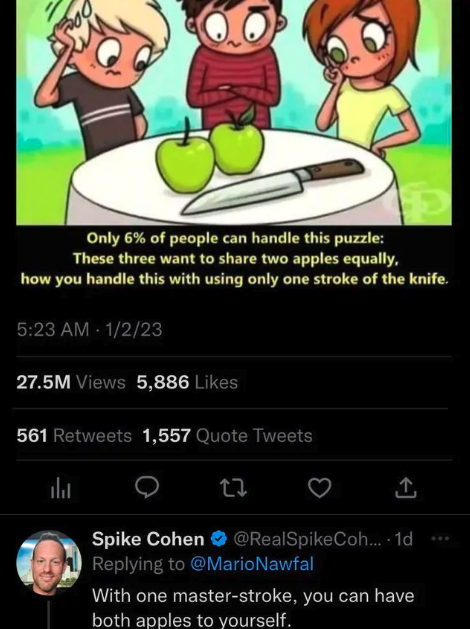 Only 6% of people can handle this puzzle:
These three want to share two apples equally,
how you handle this with using only one stroke of the knife.
5:23 AM · 1/2/23
27.5M Views 5,886 Likes
561 Retweets 1,557 Quote Tweets
Spike Cohen @RealSpikeCoh... · 1d
Replying to @MarioNawfal
With one master-stroke, you can have
both apples to yourself.